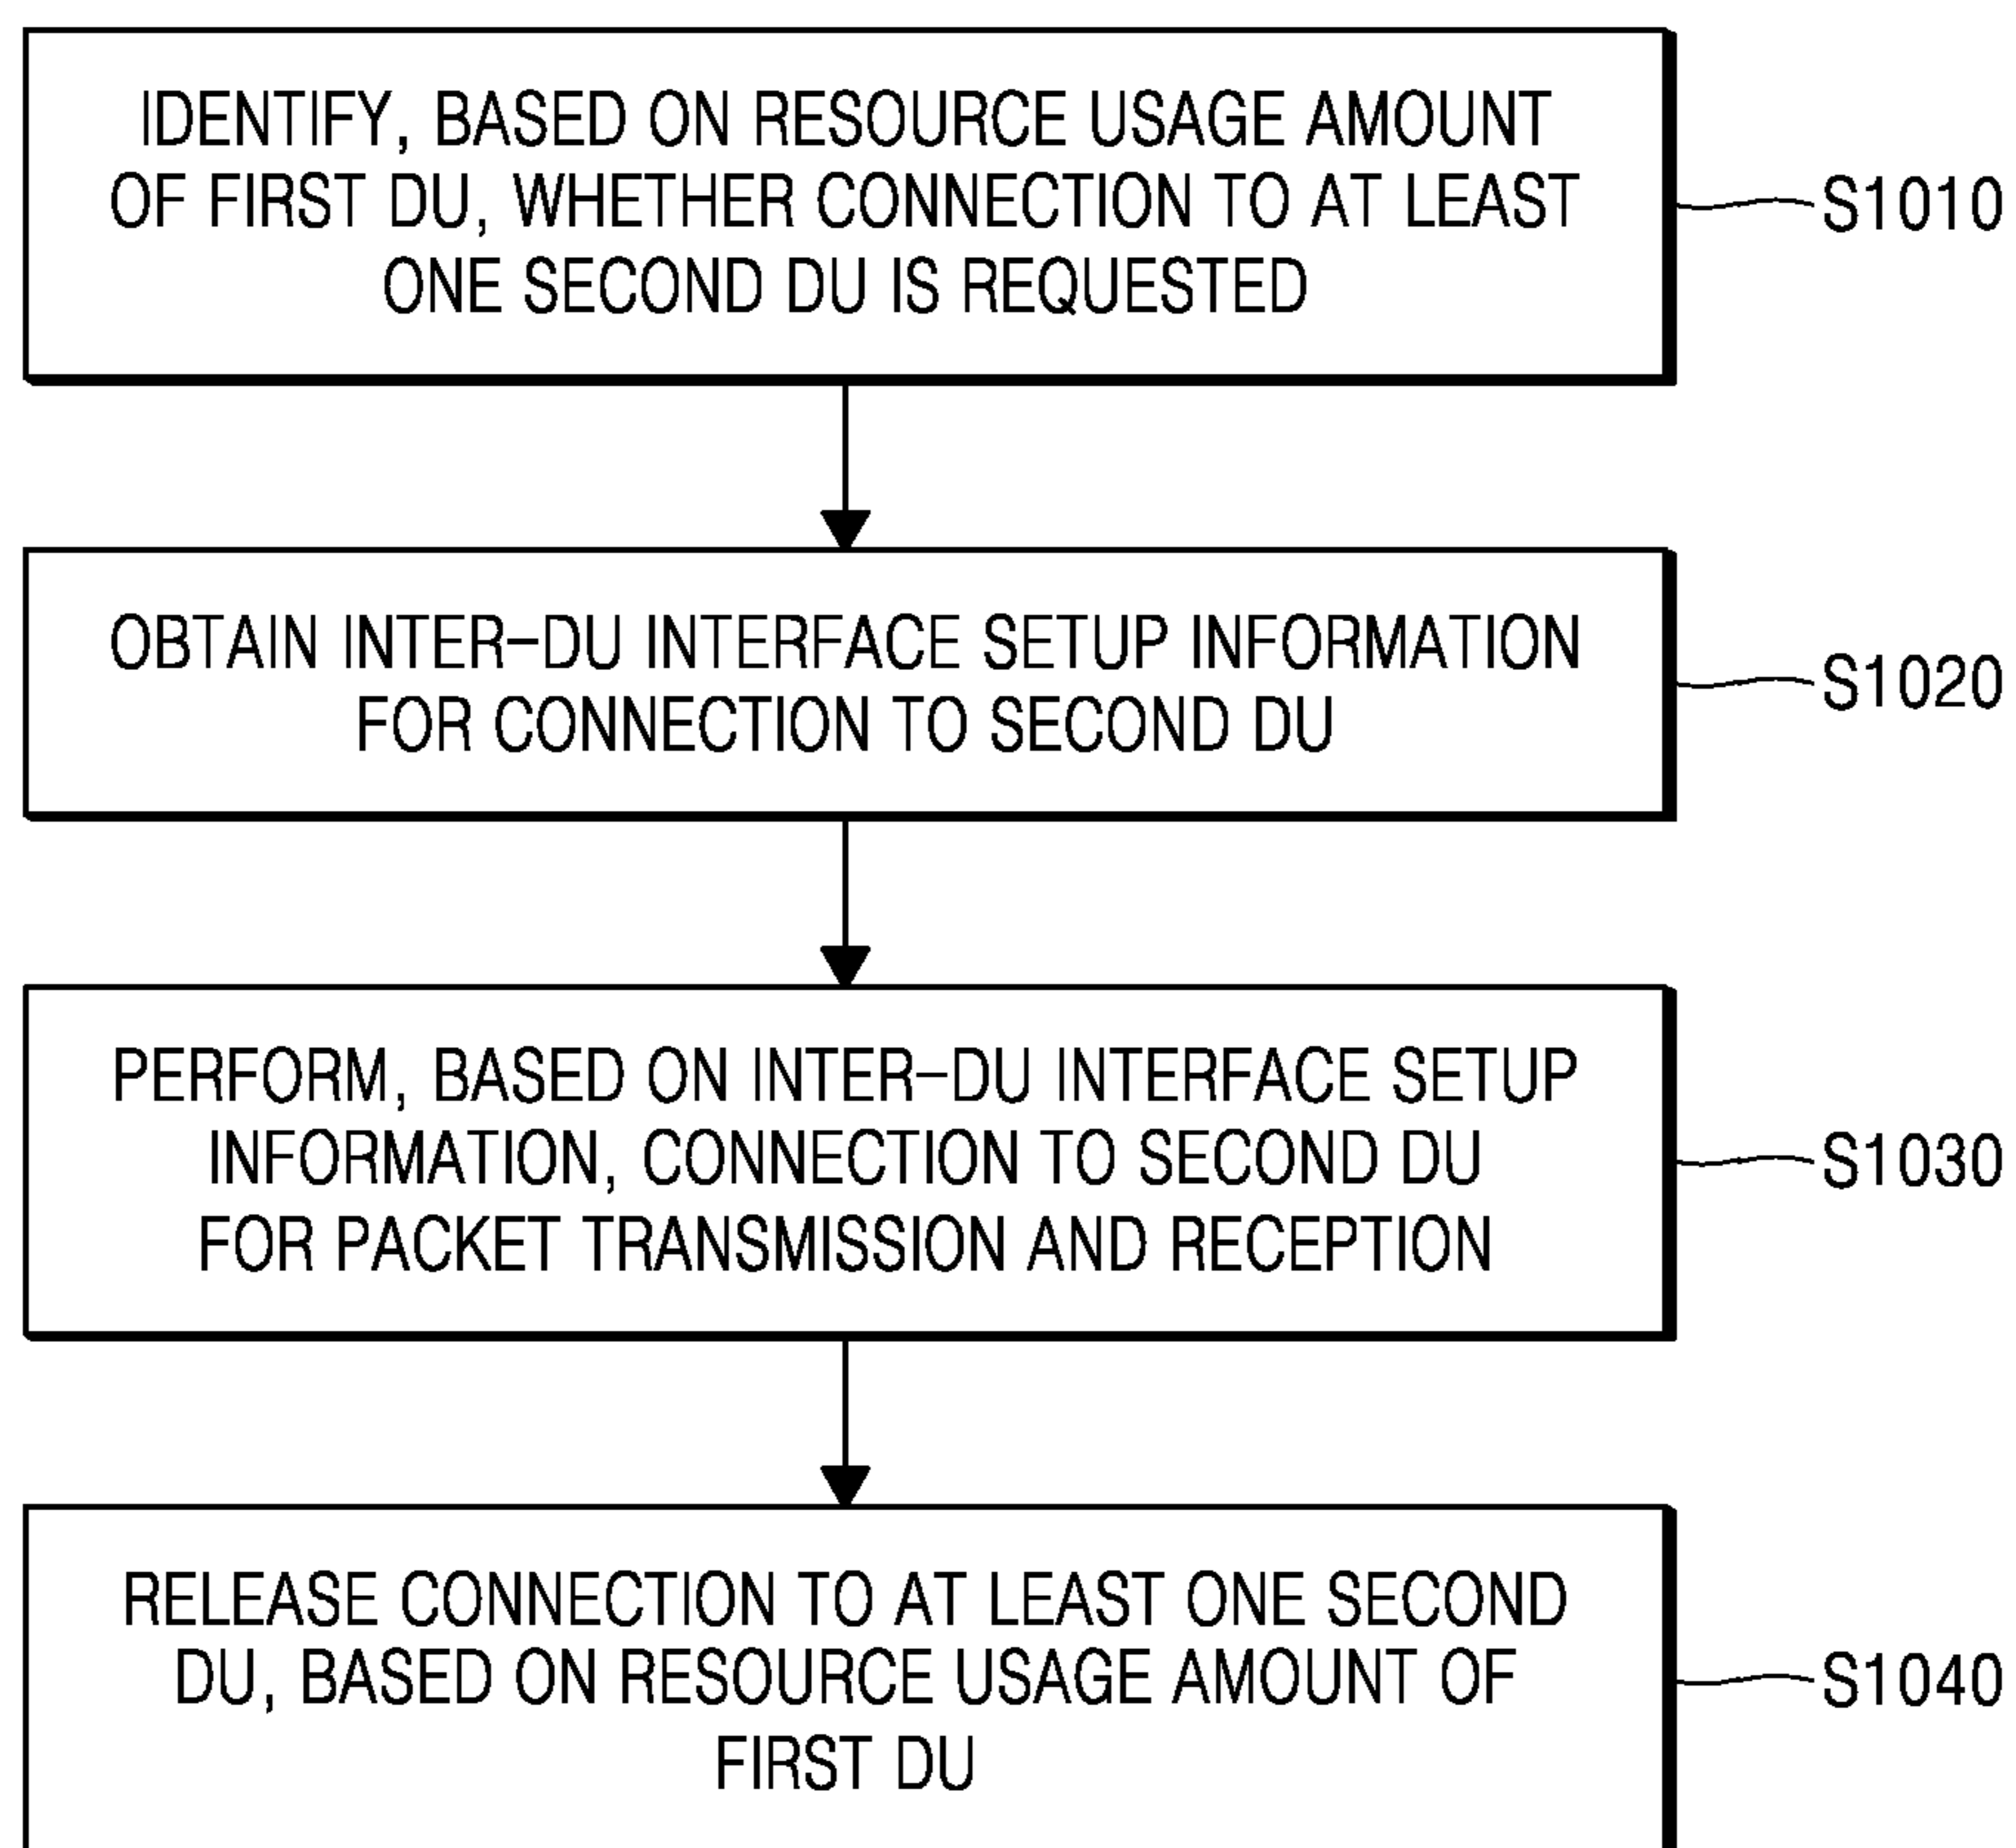 IDENTIFY, BASED ON RESOURCE USAGE AMOUNT
OF FIRST DU, WHETHER CONNECTION TO AT LEAST
ONE SECOND DU IS REQUESTED
S1010
OBTAIN INTER-DU INTERFACE SETUP INFORMATION
FOR CONNECTION TO SECOND DU
S1020
PERFORM, BASED ON INTER-DU INTERFACE SETUP
INFORMATION, CONNECTION TO SECOND DU
FOR PACKET TRANSMISSION AND RECEPTION
S1030
RELEASE CONNECTION TO AT LEAST ONE SECOND
DU, BASED ON RESOURCE USAGE AMOUNT OF
FIRST DU
S1040